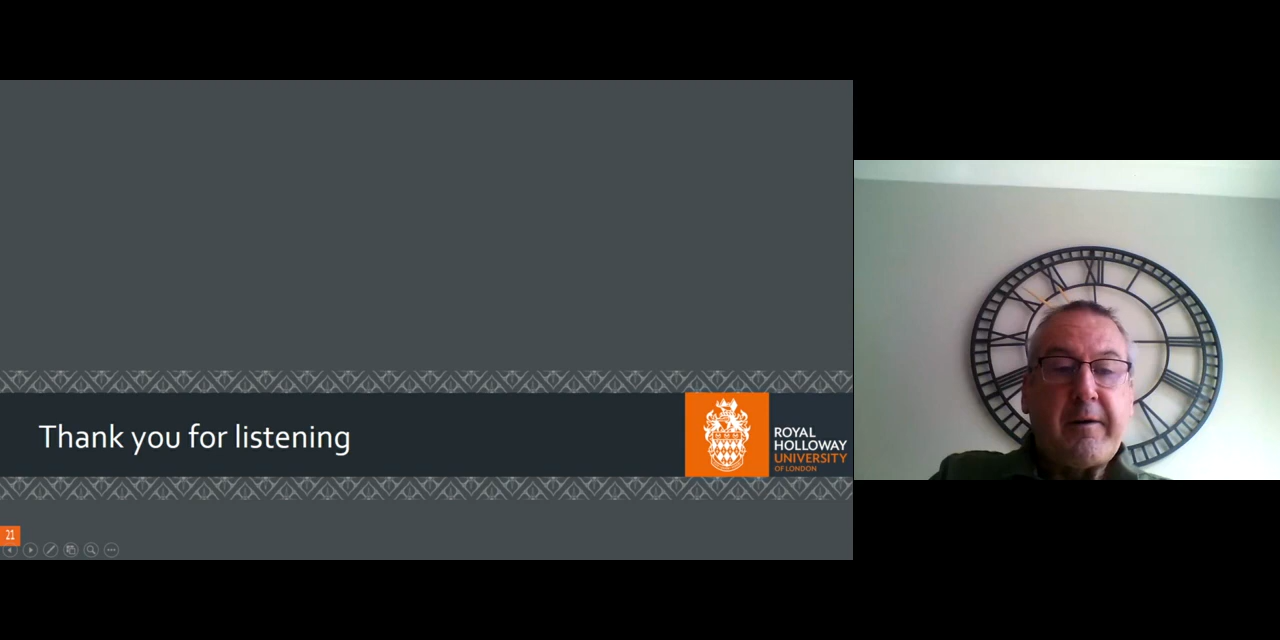 Thank you for listening
ROYAL
HOLLOWAY
UNIVERSITY
OF LONDON
21